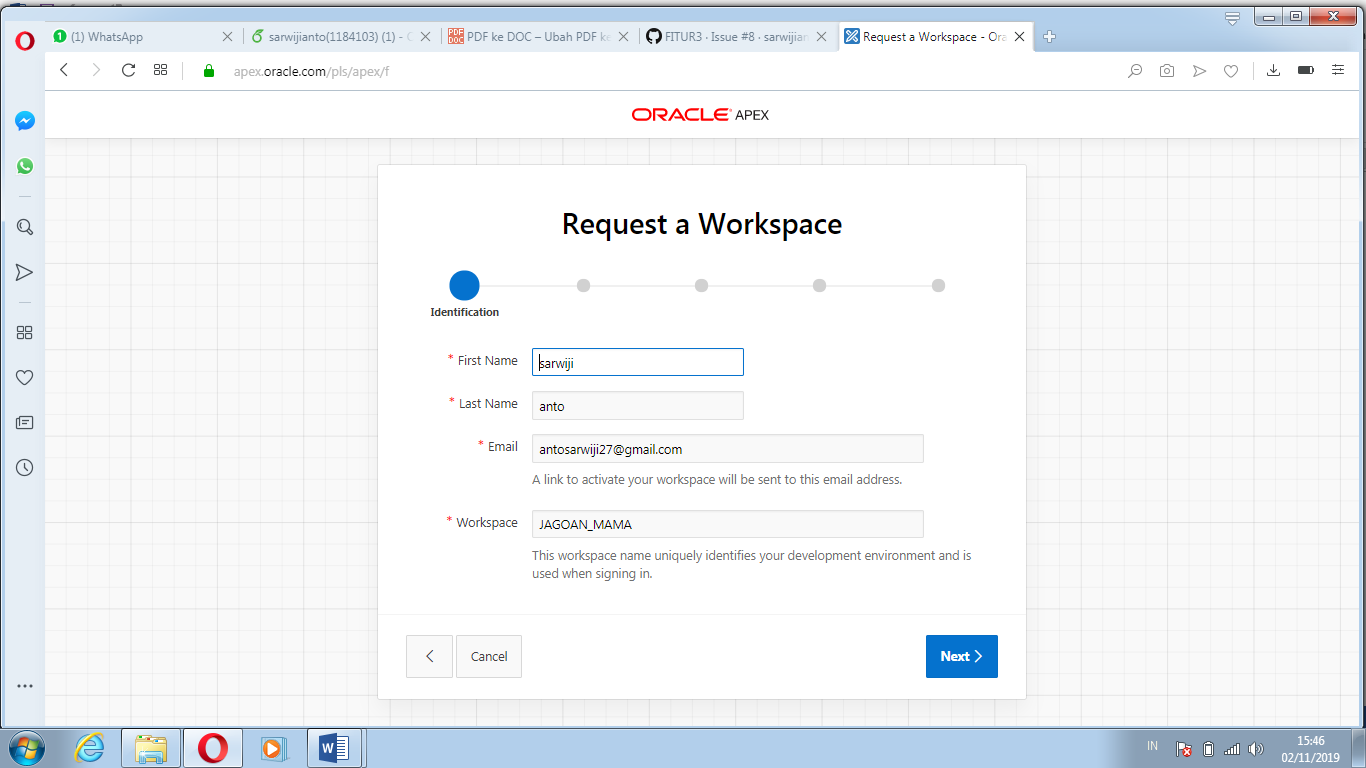 (1) WhatsApp
sarwijianto(1184103) (1) - O
PDF ke DOC – Ubah PDF ke
FITUR3 · Issue #8 · sarwijian
Request a Workspace - Ora
apex.oracle.com/pls/apex/f
ORACLE APEX
Request a Workspace
Identification
* First Name
sarwiji
* Last Name
anto
* Email
antosarwiji27@gmail.com
A link to activate your workspace will be sent to this email address.
* Workspace
JAGOAN_MAMA
This workspace name uniquely identifies your development environment and is
used when signing in.
Cancel
Next
IN
15:46
02/11/2019